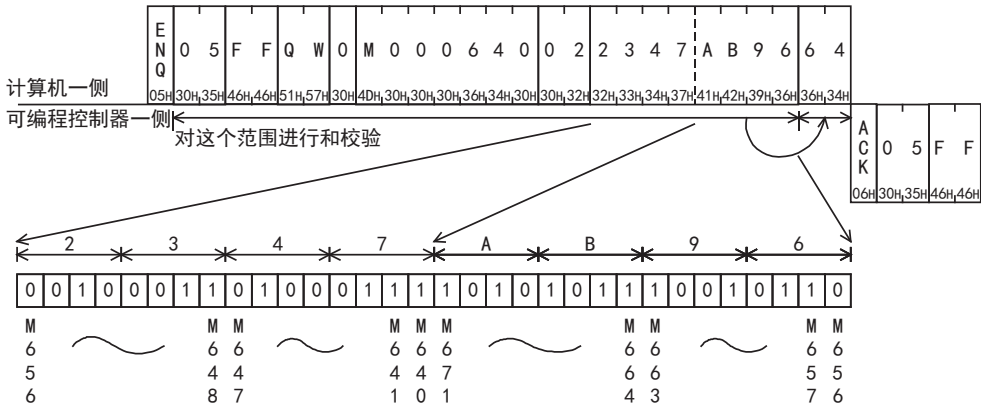 ENQ 0 5 F F Q W 0 M 0 0 0 6 4 0 0 2 2 3 4 7 A B 9 6 6 4
计算机一侧
05H 30H 35H 46H 46H 51H 57H 30H 4DH 30H 30H 30H 36H 34H 30H 30H 32H 32H 33H 34H 37H 41H 42H 39H 36H 36H 34H
可编程控制器一侧
对这个范围进行和校验
ACK 0 5 F F
06H 30H 35H 46H 46H
2 3 4 7 A B 9 6
0 0 1 0 0 0 1 1 0 1 0 0 0 1 1 1 1 0 1 0 1 0 1 1 1 0 0 1 0 1 1 0
M656 M648 M647 M641 M640 M671 M664 M663 M657 M656